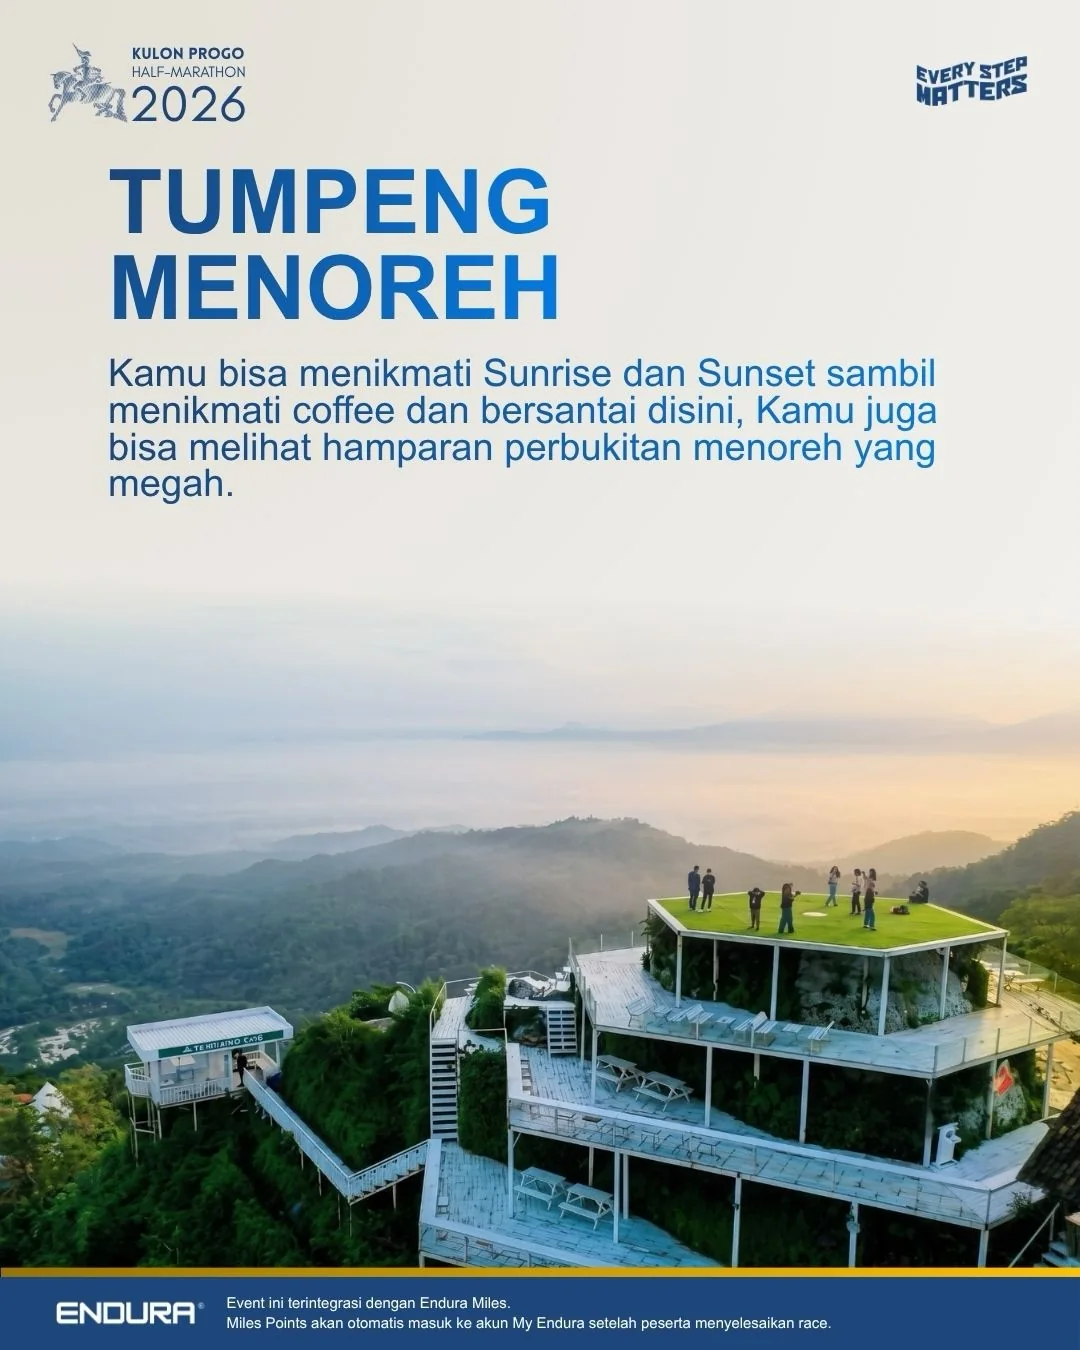 KULON PROGO
HALF-MARATHON
2026
EVERY STEP
MATTERS
TUMPENG
MENOREH
Kamu bisa menikmati Sunrise dan Sunset sambil
menikmati coffee dan bersantai disini, Kamu juga
bisa melihat hamparan perbukitan menoreh yang
megah.
ENDURA®
Event ini terintegrasi dengan Endura Miles.
Miles Points akan otomatis masuk ke akun My Endura setelah peserta menyelesaikan race.